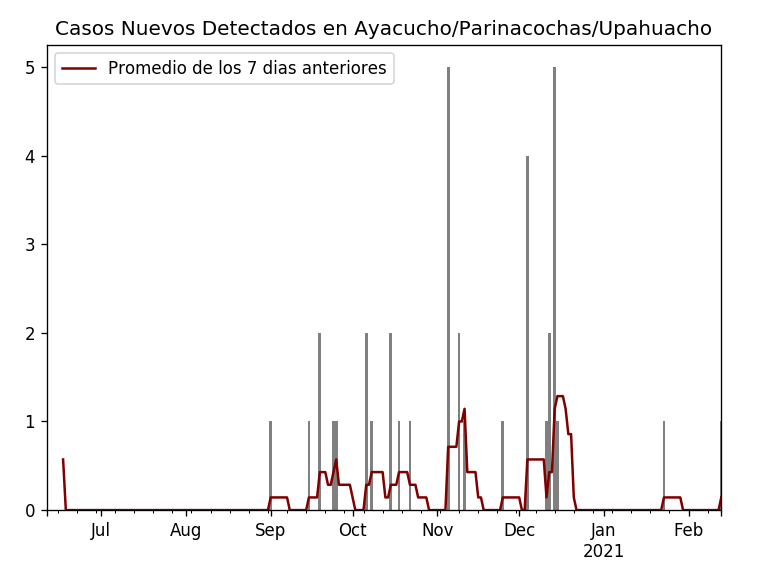 Casos Nuevos Detectados en Ayacucho/Parinacochas/Upahuacho
Promedio de los 7 dias anteriores
5
4
3
2
1
0
Jul Aug Sep Oct Nov Dec Jan Feb
2021